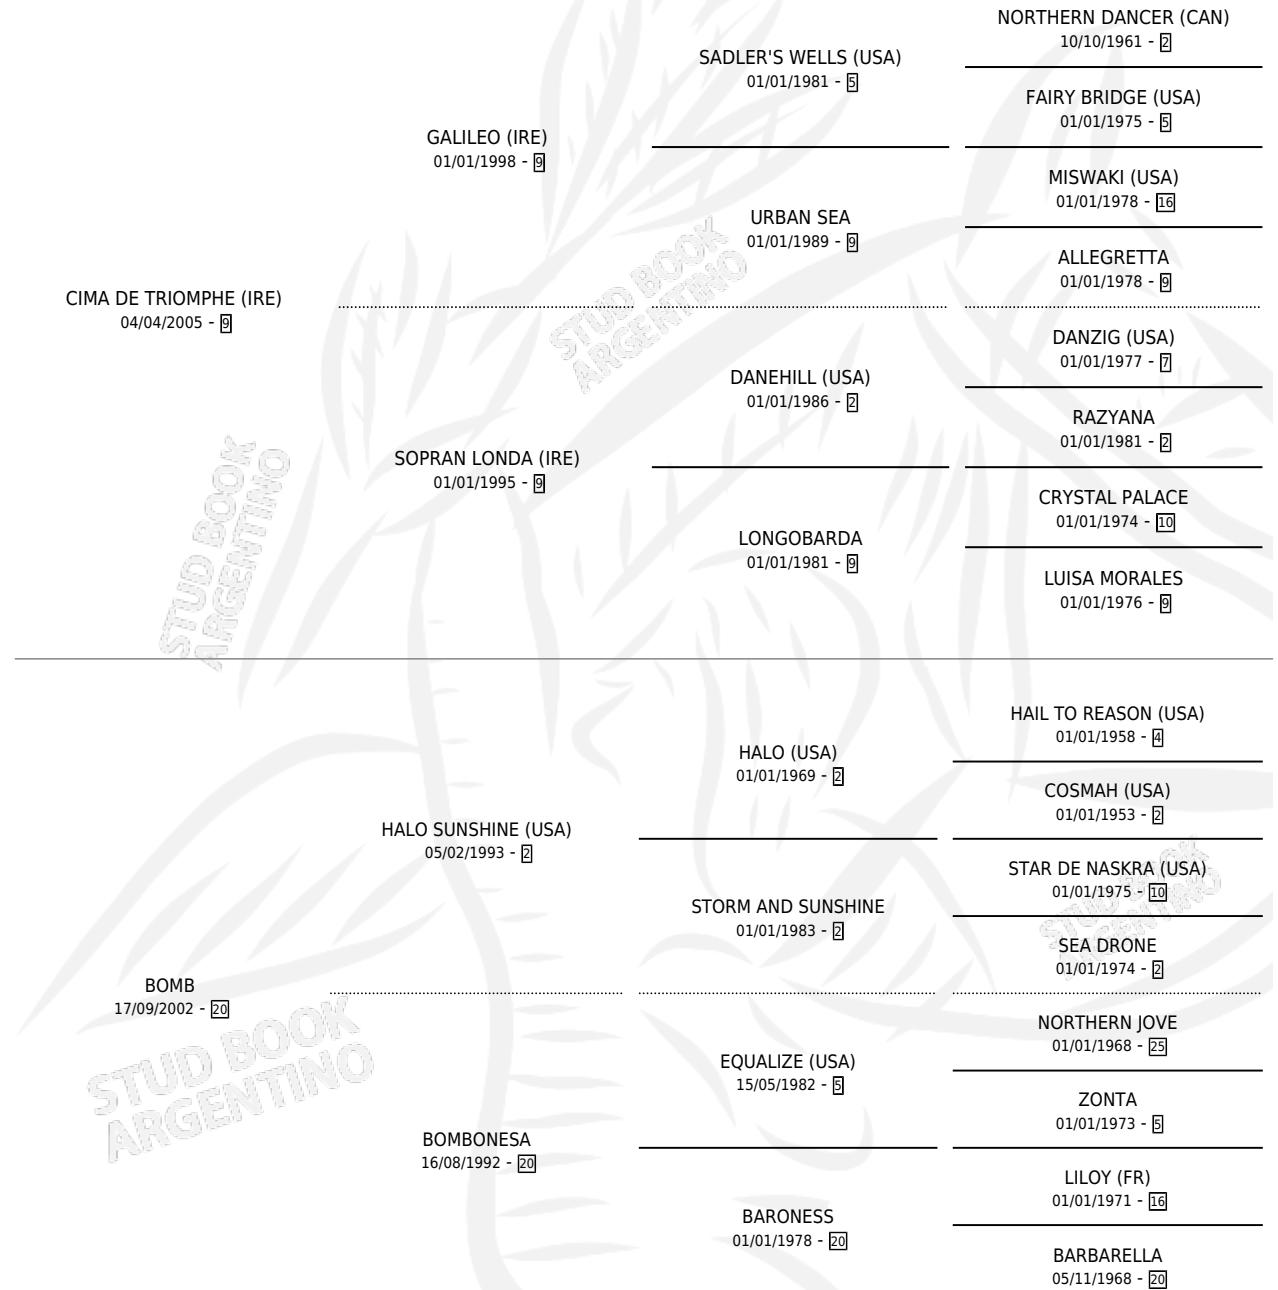 NORTHERN DANCER (CAN)
10/10/1961 - 2
SADLER'S WELLS (USA)
01/01/1981 - 5
FAIRY BRIDGE (USA)
01/01/1975 - 5
GALILEO (IRE)
01/01/1998 - 9
MISWAKI (USA)
01/01/1978 - 16
URBAN SEA
01/01/1989 - 9
ALLEGRETTA
01/01/1978 - 9
CIMA DE TRIOMPHE (IRE)
04/04/2005 - 9
DANZIG (USA)
01/01/1977 - 7
DANEHILL (USA)
01/01/1986 - 2
RAZYANA
01/01/1981 - 2
SOPRAN LONDA (IRE)
01/01/1995 - 9
CRYSTAL PALACE
01/01/1974 - 10
LONGOBARDA
01/01/1981 - 9
LUISA MORALES
01/01/1976 - 9
HAIL TO REASON (USA)
01/01/1958 - 4
HALO (USA)
01/01/1969 - 2
COSMAH (USA)
01/01/1953 - 2
HALO SUNSHINE (USA)
05/02/1993 - 2
STAR DE NASKRA (USA)
01/01/1975 - 10
STORM AND SUNSHINE
01/01/1983 - 2
SEA DRONE
01/01/1974 - 2
BOMB
17/09/2002 - 20
NORTHERN JOVE
01/01/1968 - 25
EQUALIZE (USA)
15/05/1982 - 5
ZONTA
01/01/1973 - 5
BOMBONESA
16/08/1992 - 20
LILOY (FR)
01/01/1971 - 16
BARONESS
01/01/1978 - 20
BARBARELLA
05/11/1968 - 20
STUD BOOK
ARGENTINO
STUD BOOK
ARGENTINO
STUD BOOK
ARGENTINO
STUD BOOK
ARGENTINO